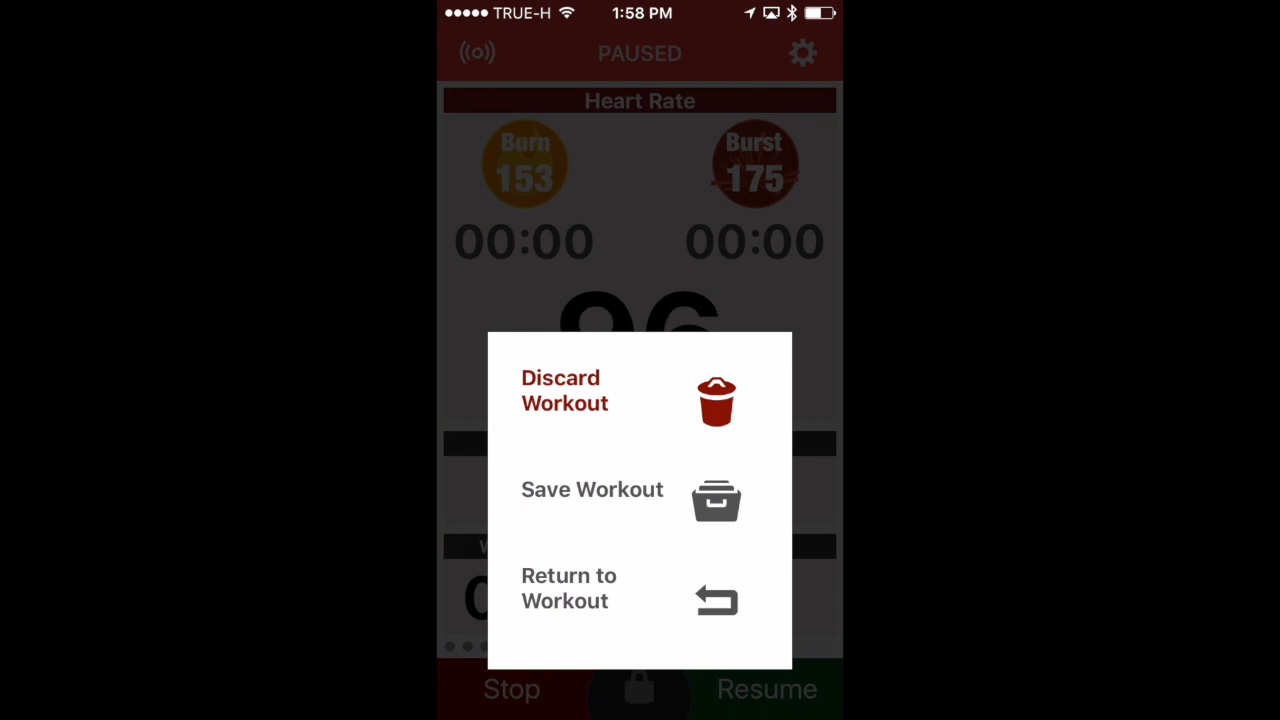 TRUE-H 1:58 PM
PAUSED
Heart Rate
Burn
153
Burst
175
00:00
00:00
96
Discard
Workout
Save Workout
Return to
Workout
Stop
Resume